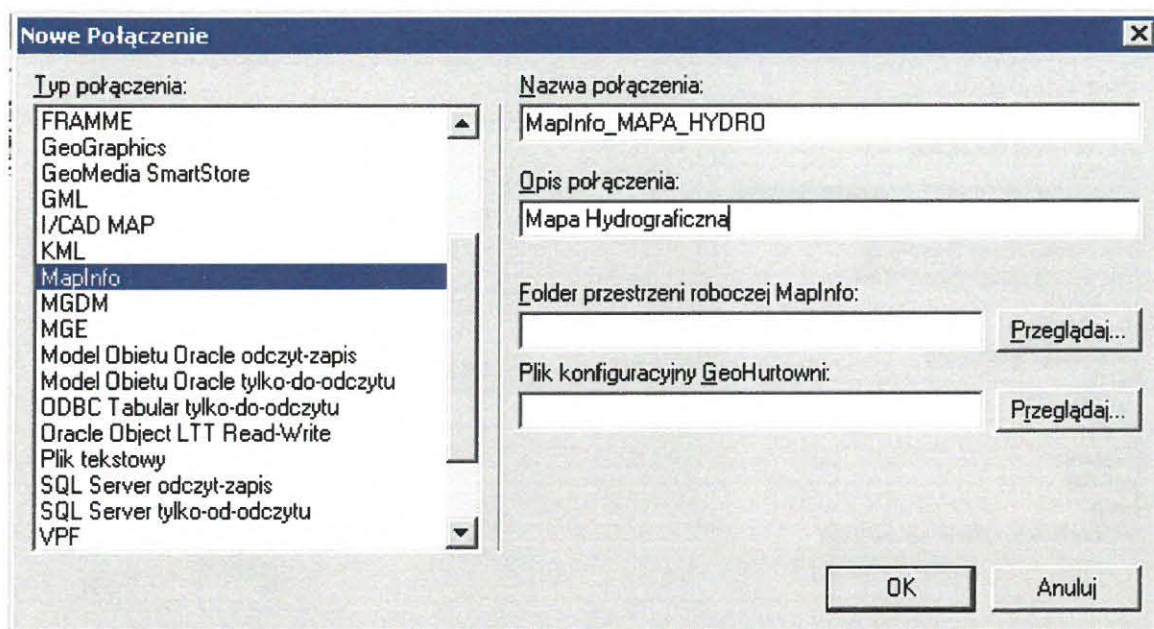 Nowe Połączenie
Typ połączenia:
FRAMME
GeoGraphics
GeoMedia SmartStore
GML
I/CAD MAP
KML
MapInfo
MGDM
MGE
Model Obietu Oracle odczyt-zapis
Model Obietu Oracle tylko-do-odczytu
ODBC Tabular tylko-do-odczytu
Oracle Object LTT Read-Write
Plik tekstowy
SQL Server odczyt-zapis
SQL Server tylko-od-odczytu
VPF
Nazwa połączenia:
MapInfo_MAPA_HYDRO
Opis połączenia:
Mapa Hydrograficzna
Folder przestrzeni roboczej MapInfo:
Przeglądaj...
Plik konfiguracyjny GeoHurtowni:
Przeglądaj...
OK
Anuluj